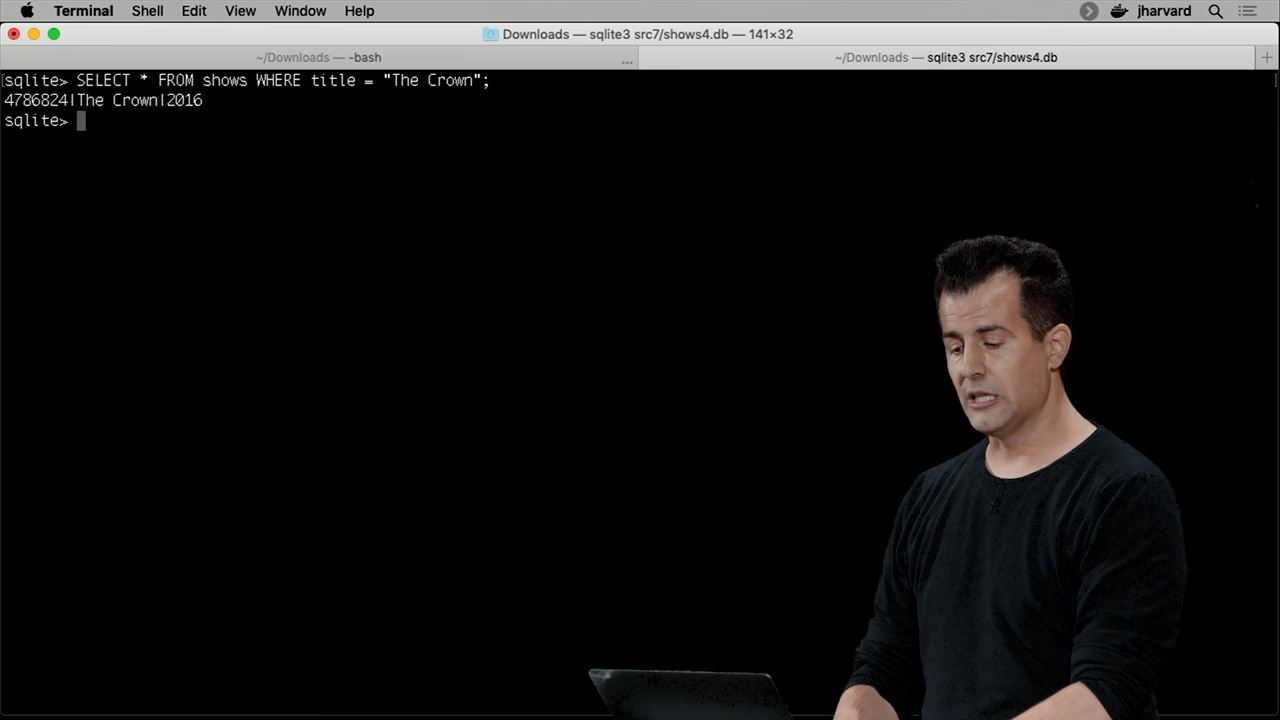 Terminal Shell Edit View Window Help jharvard
Downloads — sqlite3 src7/shows4.db — 141×32
~/Downloads — -bash ... ~/Downloads — sqlite3 src7/shows4.db +
[sqlite> SELECT * FROM shows WHERE title = "The Crown"; ]
4786824|The Crown|2016
sqlite>